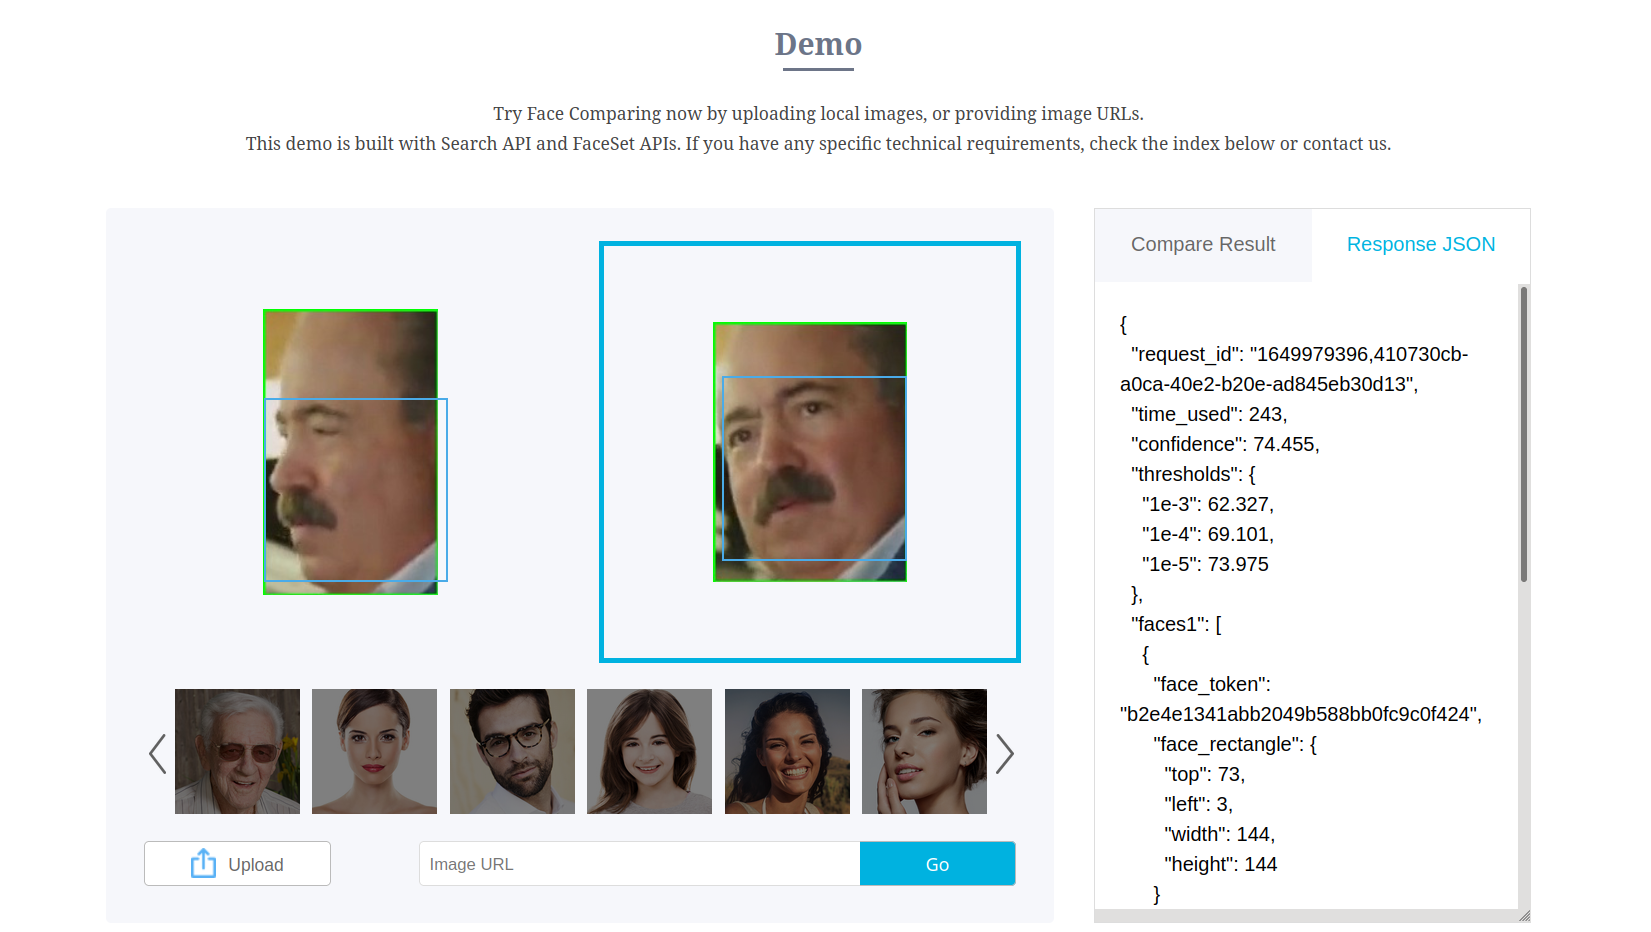 Demo
Try Face Comparing now by uploading local images, or providing image URLs.
This demo is built with Search API and FaceSet APIs. If you have any specific technical requirements, check the index below or contact us.
Compare Result
Response JSON
{
"request_id": "1649979396,410730cb-
a0ca-40e2-b20e-ad845eb30d13",
"time_used": 243,
"confidence": 74.455,
"thresholds": {
"1e-3": 62.327,
"1e-4": 69.101,
"1e-5": 73.975
},
"faces1": [
{
"face_token":
"b2e4e1341abb2049b588bb0fc9c0f424",
"face_rectangle": {
"top": 73,
"left": 3,
"width": 144,
"height": 144
}
Upload
Image URL
Go